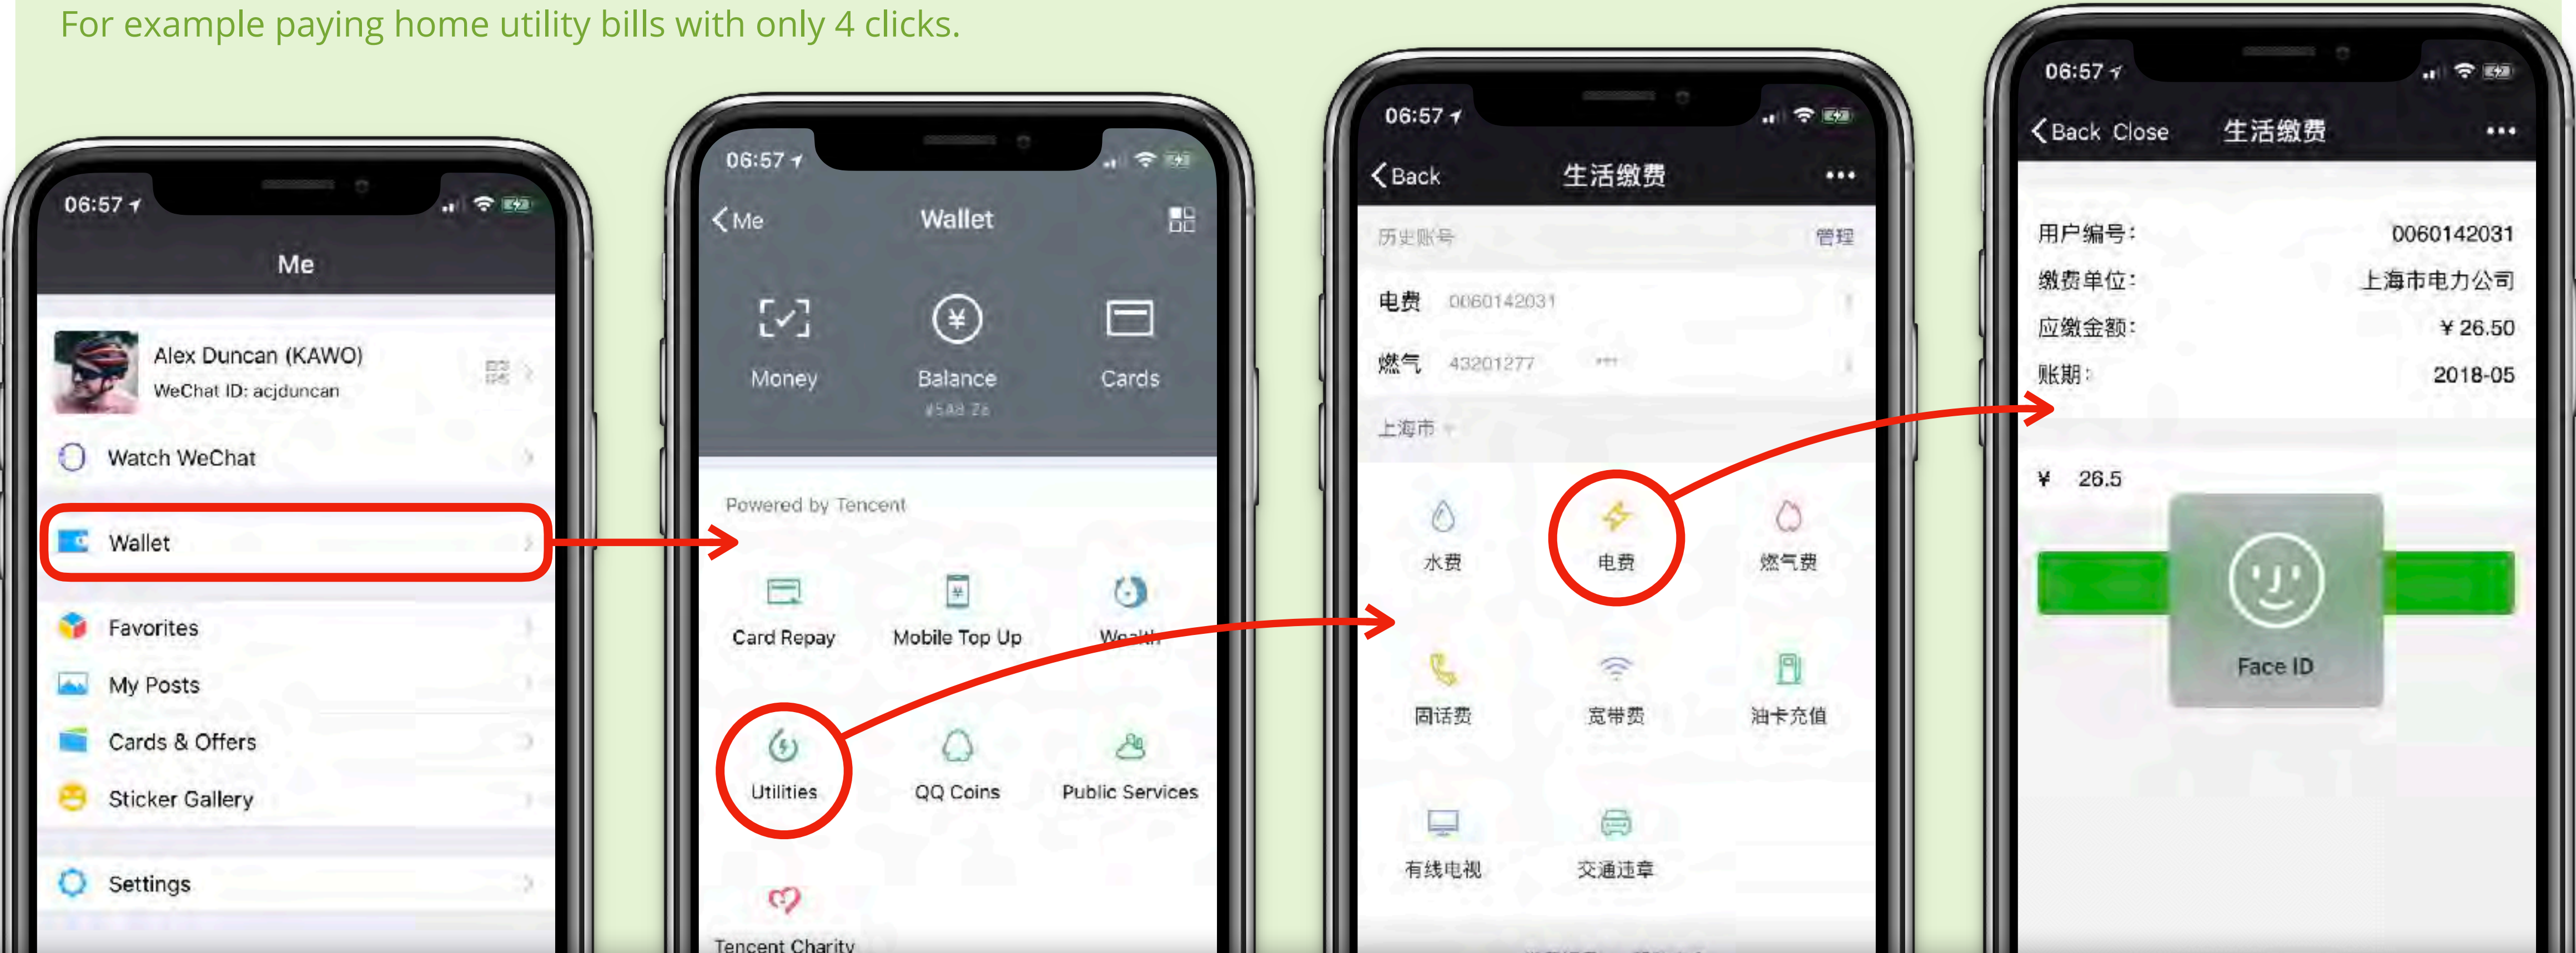 For example paying home utility bills with only 4 clicks.
06:57
Me
Alex Duncan (KAWO)
WeChat ID: acjduncan
Watch WeChat
Wallet
Favorites
My Posts
Cards & Offers
Sticker Gallery
Settings
06:57
Me Wallet
Money Balance Cards
Powered by Tencent
Card Repay Mobile Top Up Wealth
Utilities QQ Coins Public Services
Tencent Charity
06:57
Back 生活缴费
历史账号 管理
电费 0060142031
燃气 43201277 ***
上海市
水费 电费 燃气费
固话费 宽带费 油卡充值
有线电视 交通违章
06:57
Back Close 生活缴费
用户编号: 0060142031
缴费单位: 上海市电力公司
应缴金额: ¥ 26.50
账期: 2018-05
¥ 26.5
Face ID